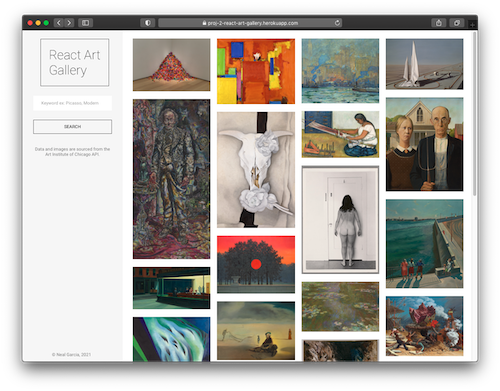 proj-2-react-art-gallery.herokuapp.com
React Art
Gallery
Keyword ex. Picasso, Modern
SEARCH
Data and images are sourced from the
Art Institute of Chicago API.
© Neal Garcia, 2021